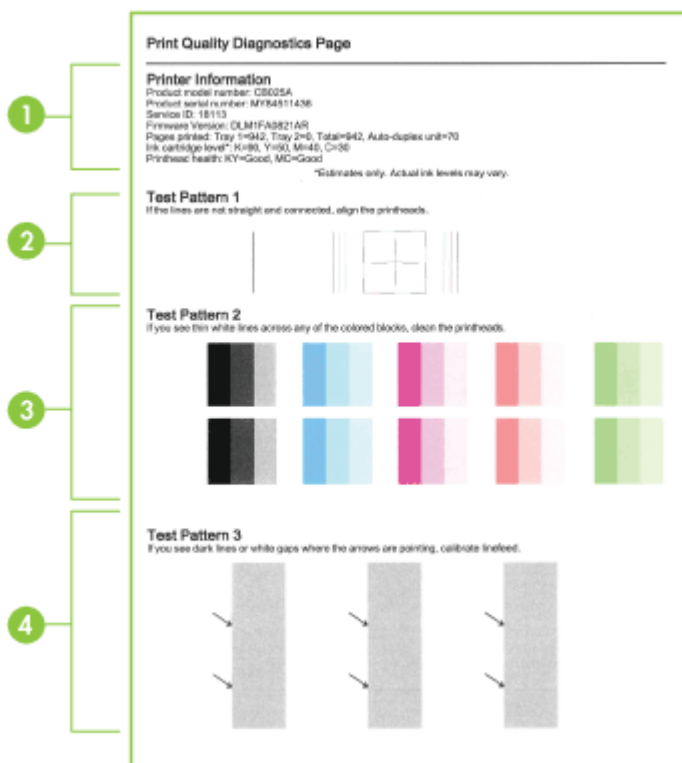 Print Quality Diagnostics Page
1
Printer Information
Product model number: CB025A
Product serial number: MY84511436
Service ID: 18113
Firmware Version: DLM1FA0821AR
Pages printed: Tray 1=942, Tray 2=0, Total=942, Auto-duplex unit=70
Ink cartridge level*: K=90, Y=50, M=40, C=30
Printhead health: KY=Good, MC=Good
*Estimates only. Actual ink levels may vary.
2
Test Pattern 1
If the lines are not straight and connected, align the printheads.
3
Test Pattern 2
If you see thin white lines across any of the colored blocks, clean the printheads.
4
Test Pattern 3
If you see dark lines or white gaps where the arrows are pointing, calibrate linefeed.